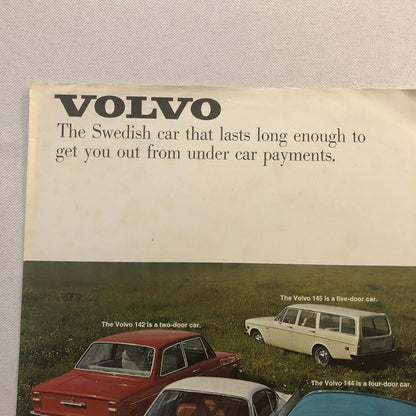 VOLVO
The Swedish car that lasts long enough to
get you out from under car payments.
The Volvo 145 is a five-door car.
The Volvo 142 is a two-door car.
The Volvo 144 is a four-door car.